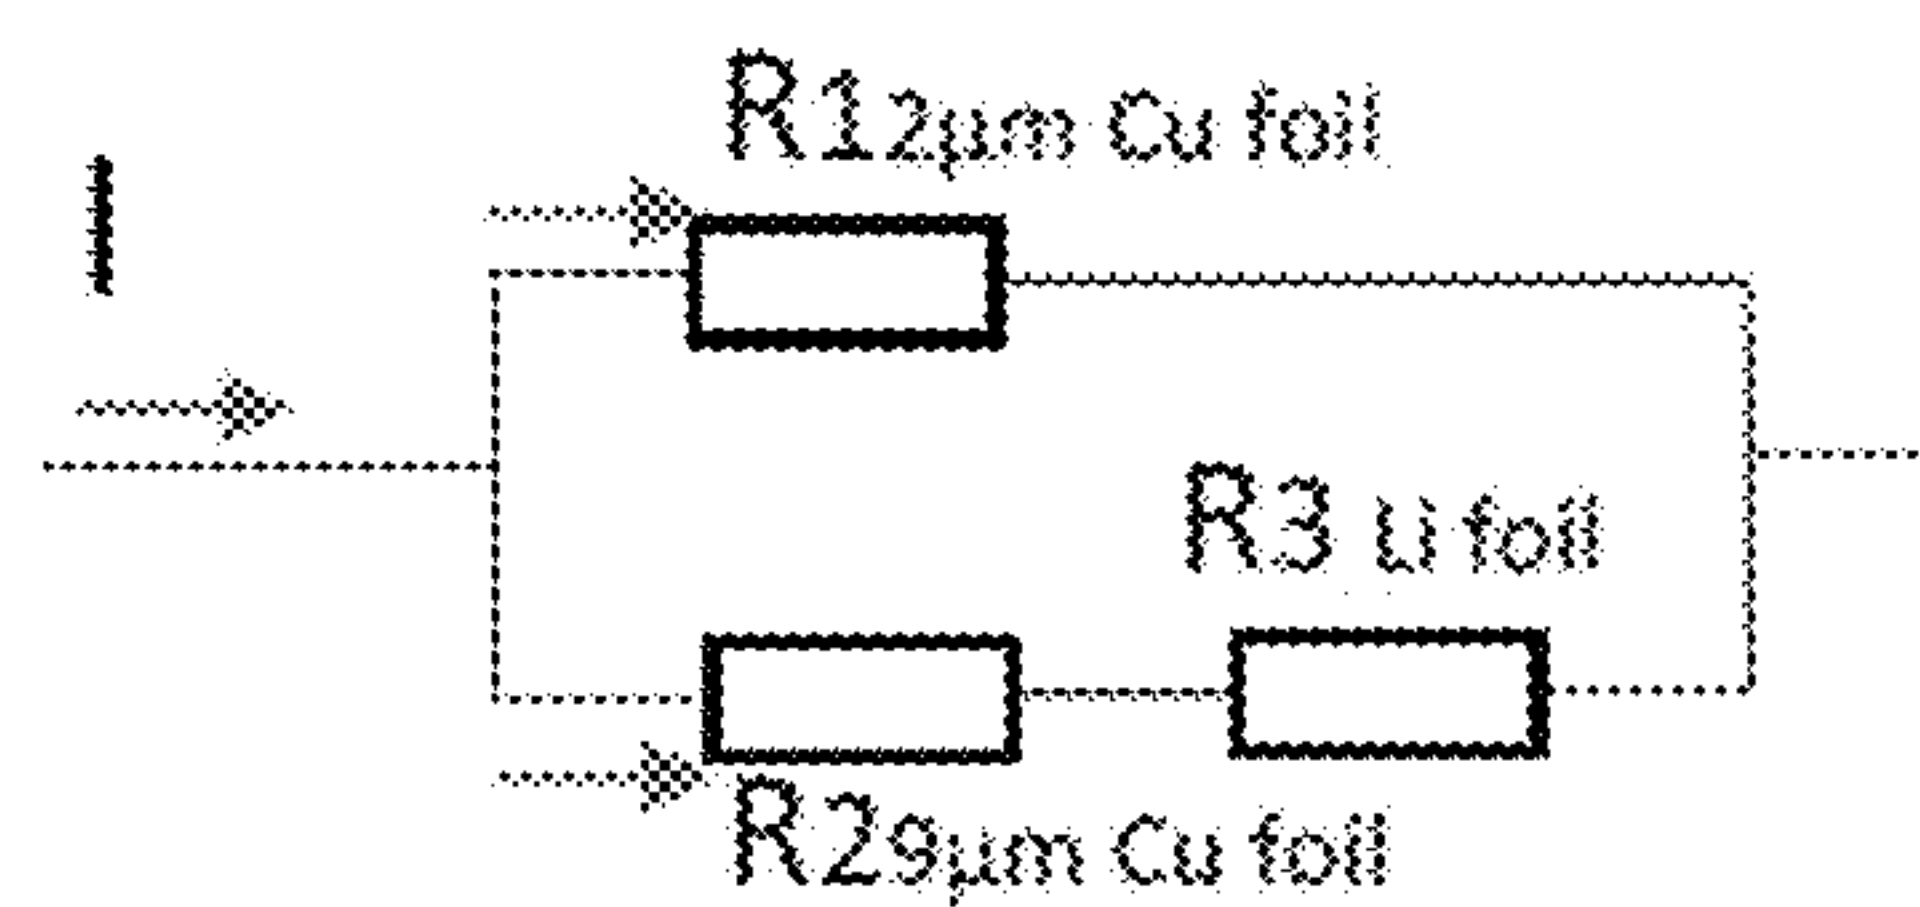 R12μm Cu foil
I
R3 Li foil
R29μm Cu foil